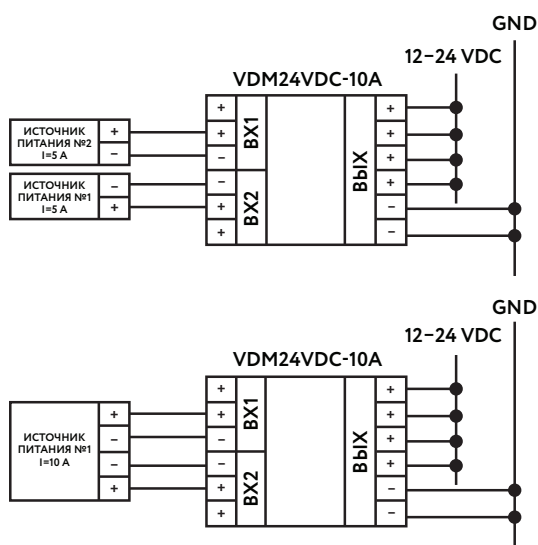 GND
12–24 VDC
VDM24VDC-10A
ИСТОЧНИК
ПИТАНИЯ №2
I=5 А
+
–
ИСТОЧНИК
ПИТАНИЯ №1
I=5 А
–
+
+
+
–
–
+
+
ВХ1
ВХ2
ВЫХ
+
+
+
+
–
–
GND
12–24 VDC
VDM24VDC-10A
ИСТОЧНИК
ПИТАНИЯ №1
I=10 А
+
–
–
+
+
+
–
–
+
+
ВХ1
ВХ2
ВЫХ
+
+
+
+
–
–